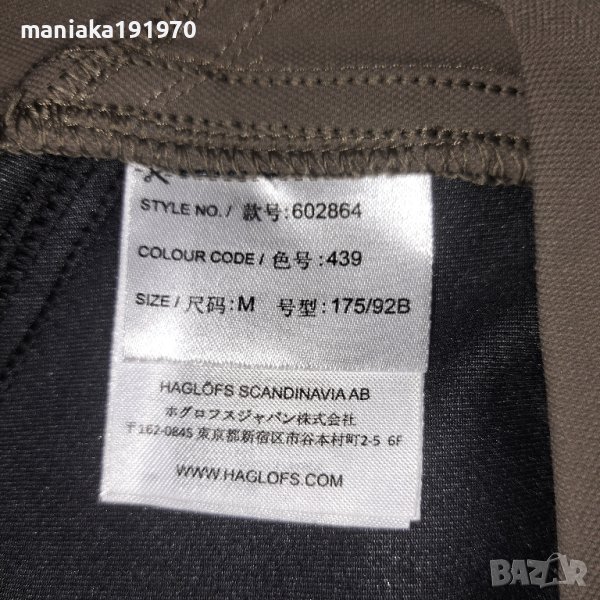 maniaka191970
STYLE NO. / 款号:602864
COLOUR CODE / 色号:439
SIZE / 尺码:M 号型:175/92B
HAGLÖFS SCANDINAVIA AB
ホグロフスジャパン株式会社
〒162-0845 東京都新宿区市谷本村町2-5 6F
WWW.HAGLOFS.COM
BAZAR